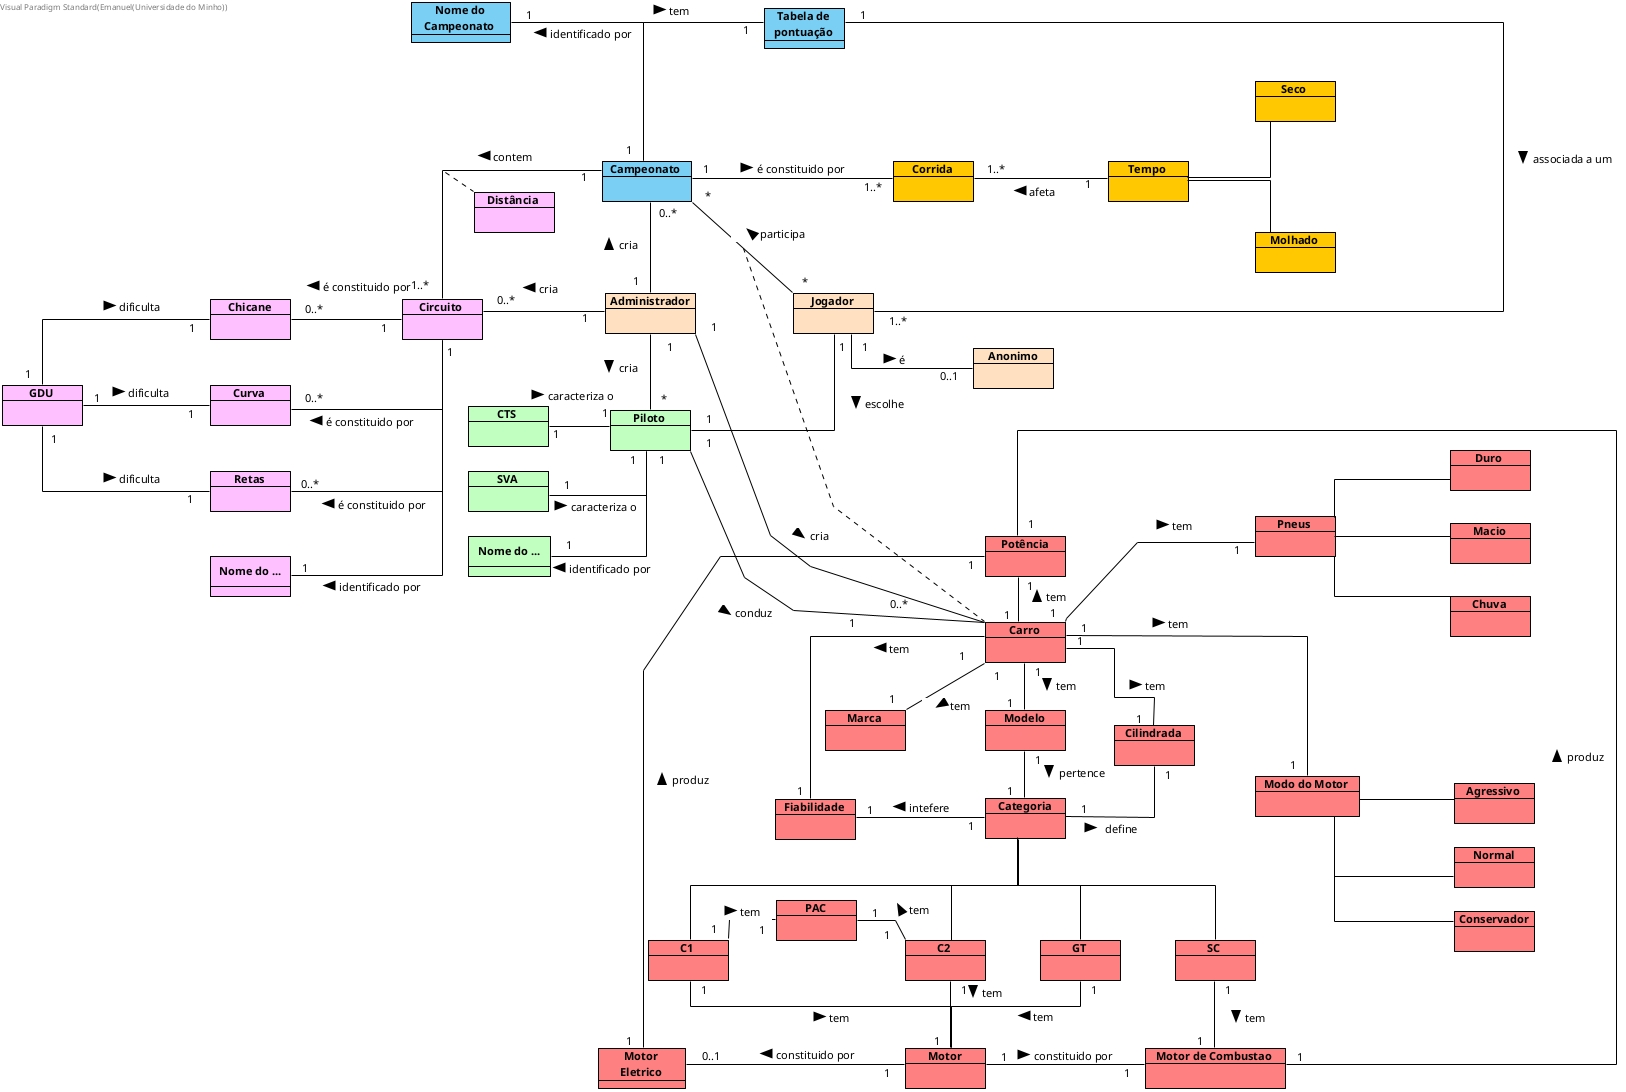 Visual Paradigm Standard(Emanuel(Universidade do Minho))
Nome do
Campeonato
1
tem
identificado por
1
Tabela de
pontuação
1
Seco
associada a um
contem
1
1
Campeonato
1
é constituido por
1..*
Corrida
1..*
afeta
1
Tempo
Distância
0..*
*
cria
participa
Molhado
dificulta
Chicane
0..*
é constituido por
1..*
1
Circuito
0..*
cria
1
1
Administrador
1
*
Jogador
1..*
1
1
GDU
1
dificulta
1
Curva
0..*
é constituido por
1
1
cria
1
1
é
0..1
Anonimo
escolhe
caracteriza o
CTS
1
1
*
Piloto
1
1
1
dificulta
1
Retas
0..*
é constituido por
SVA
1
caracteriza o
1
1
Nome do ...
1
identificado por
Nome do ...
1
identificado por
cria
Duro
Macio
Chuva
Pneus
tem
1
1
Potência
1
1
tem
1
1
conduz
0..*
Carro
1
tem
1
tem
1
1
tem
1
1
tem
1
tem
1
1
Marca
Modelo
Cilindrada
1
1
pertence
1
1
1
produz
produz
1
Fiabilidade
1
intefere
1
Categoria
1
define
1
Modo do Motor
Agressivo
Normal
Conservador
PAC
tem
1
1
1
tem
1
C1
C2
GT
SC
1
1
tem
1
1
tem
tem
tem
1
Motor
Eletrico
0..1
constituido por
1
1
Motor
1
constituido por
1
1
Motor de Combustao
1